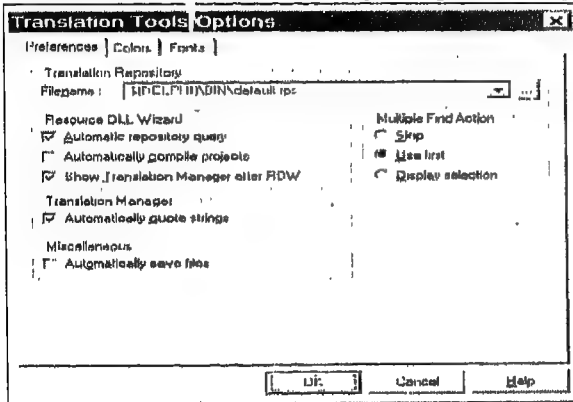 Translation Tools Options
Preferences Colors Fonts
Translation Repository
Filename : $(DELPHI)\BIN\default.rps ...
Resource DLL Wizard
Automatic repository query
Automatically compile projects
Show Translation Manager after RDW
Multiple Find Action
Skip
Use first
Display selection
Translation Manager
Automatically quote strings
Miscellaneous
Automatically save files
OK Cancel Help